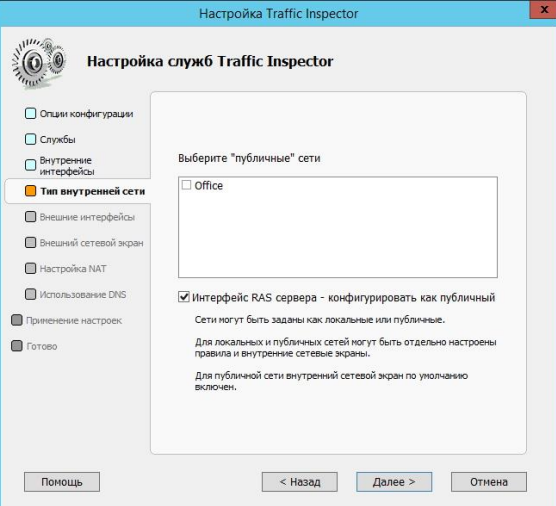 Настройка Traffic Inspector
x
Настройка служб Traffic Inspector
Опции конфигурации
Службы
Внутренние
интерфейсы
Тип внутренней сети
Внешние интерфейсы
Внешний сетевой экран
Настройка NAT
Использование DNS
Применение настроек
Готово
Выберите "публичные" сети
Office
Интерфейс RAS сервера - конфигурировать как публичный
Сети могут быть заданы как локальные или публичные.
Для локальных и публичных сетей могут быть отдельно настроены
правила и внутренние сетевые экраны.
Для публичной сети внутренний сетевой экран по умолчанию
включен.
Помощь
< Назад
Далее >
Отмена